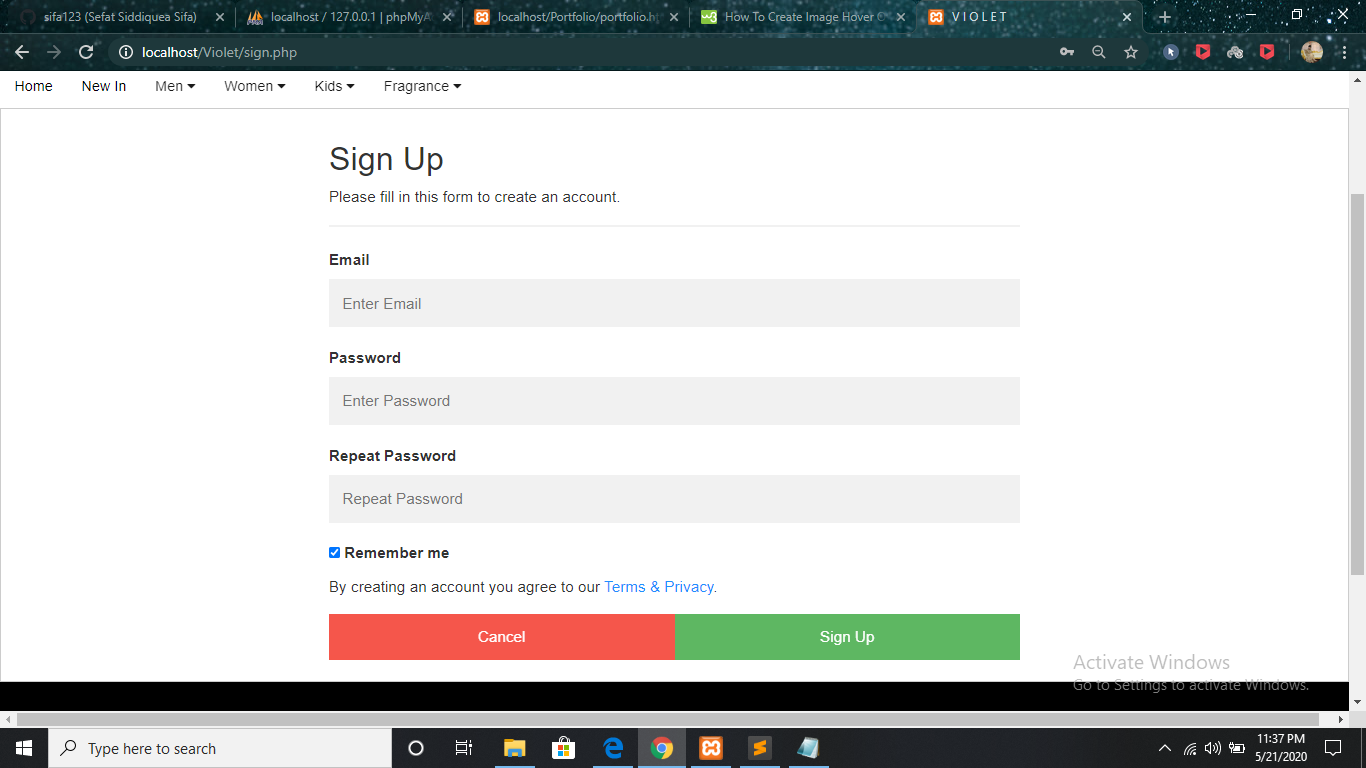 sifa123 (Sefat Siddiquea Sifa)
localhost / 127.0.0.1 | phpMyA
localhost/Portfolio/portfolio.h
How To Create Image Hover
V I O L E T
localhost/Violet/sign.php
Home New In Men Women Kids Fragrance
Sign Up
Please fill in this form to create an account.
Email
Enter Email
Password
Enter Password
Repeat Password
Repeat Password
Remember me
By creating an account you agree to our Terms & Privacy.
Cancel Sign Up
Activate Windows
Go to Settings to activate Windows.
Type here to search
11:37 PM
5/21/2020